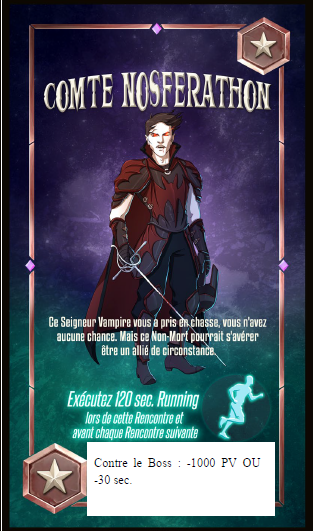 COMTE NOSFERATHON
Ce Seigneur Vampire vous a pris en chasse, vous n'avez
aucune chance. Mais ce Non-Mort pourrait s'avérer
être un allié de circonstance.
Exécutez 120 sec. Running
lors de cette Rencontre et
avant chaque Rencontre suivante
Contre le Boss : -1000 PV OU
-30 sec.